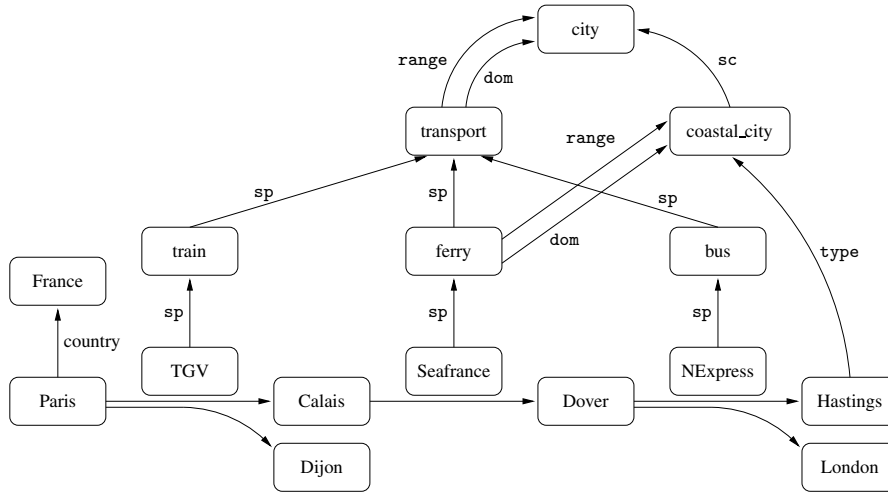 city
range
dom
sc
transport
coastal_city
range
sp
sp
sp
dom
type
train
ferry
bus
France
sp
sp
sp
country
TGV
Seafrance
NExpress
Paris
Calais
Dover
Hastings
Dijon
London